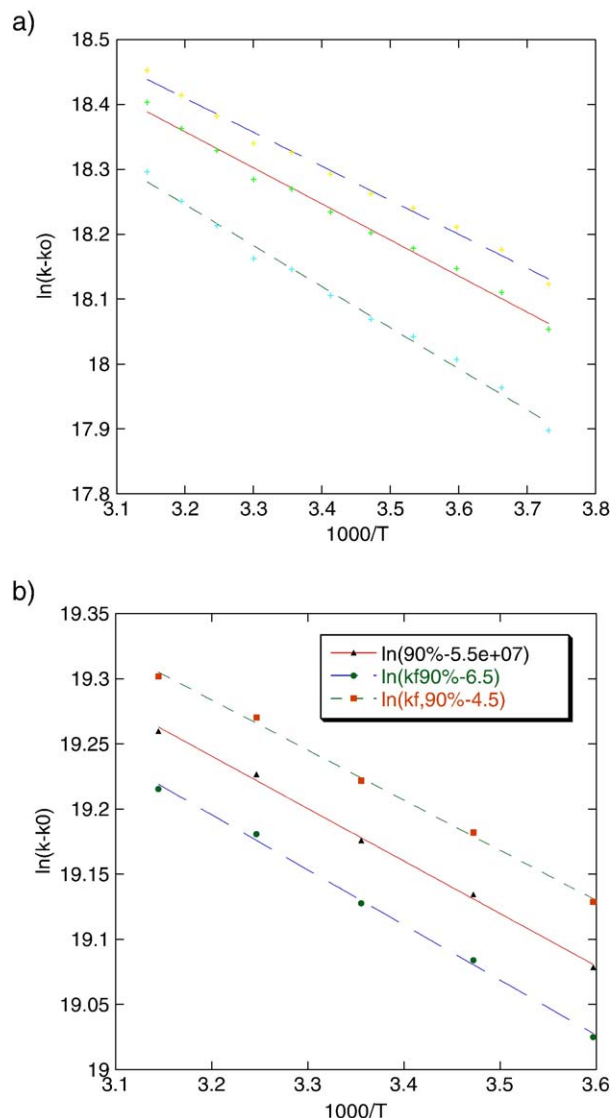 a)
18.5
18.4
18.3
18.2
18.1
18
17.9
17.8
ln(k-ko)
3.1 3.2 3.3 3.4 3.5 3.6 3.7 3.8
1000/T
b)
19.35
19.3
19.25
19.2
19.15
19.1
19.05
19
ln(k-k0)
ln(90%-5.5e+07)
ln(kf90%-6.5)
ln(kf,90%-4.5)
3.1 3.2 3.3 3.4 3.5 3.6
1000/T